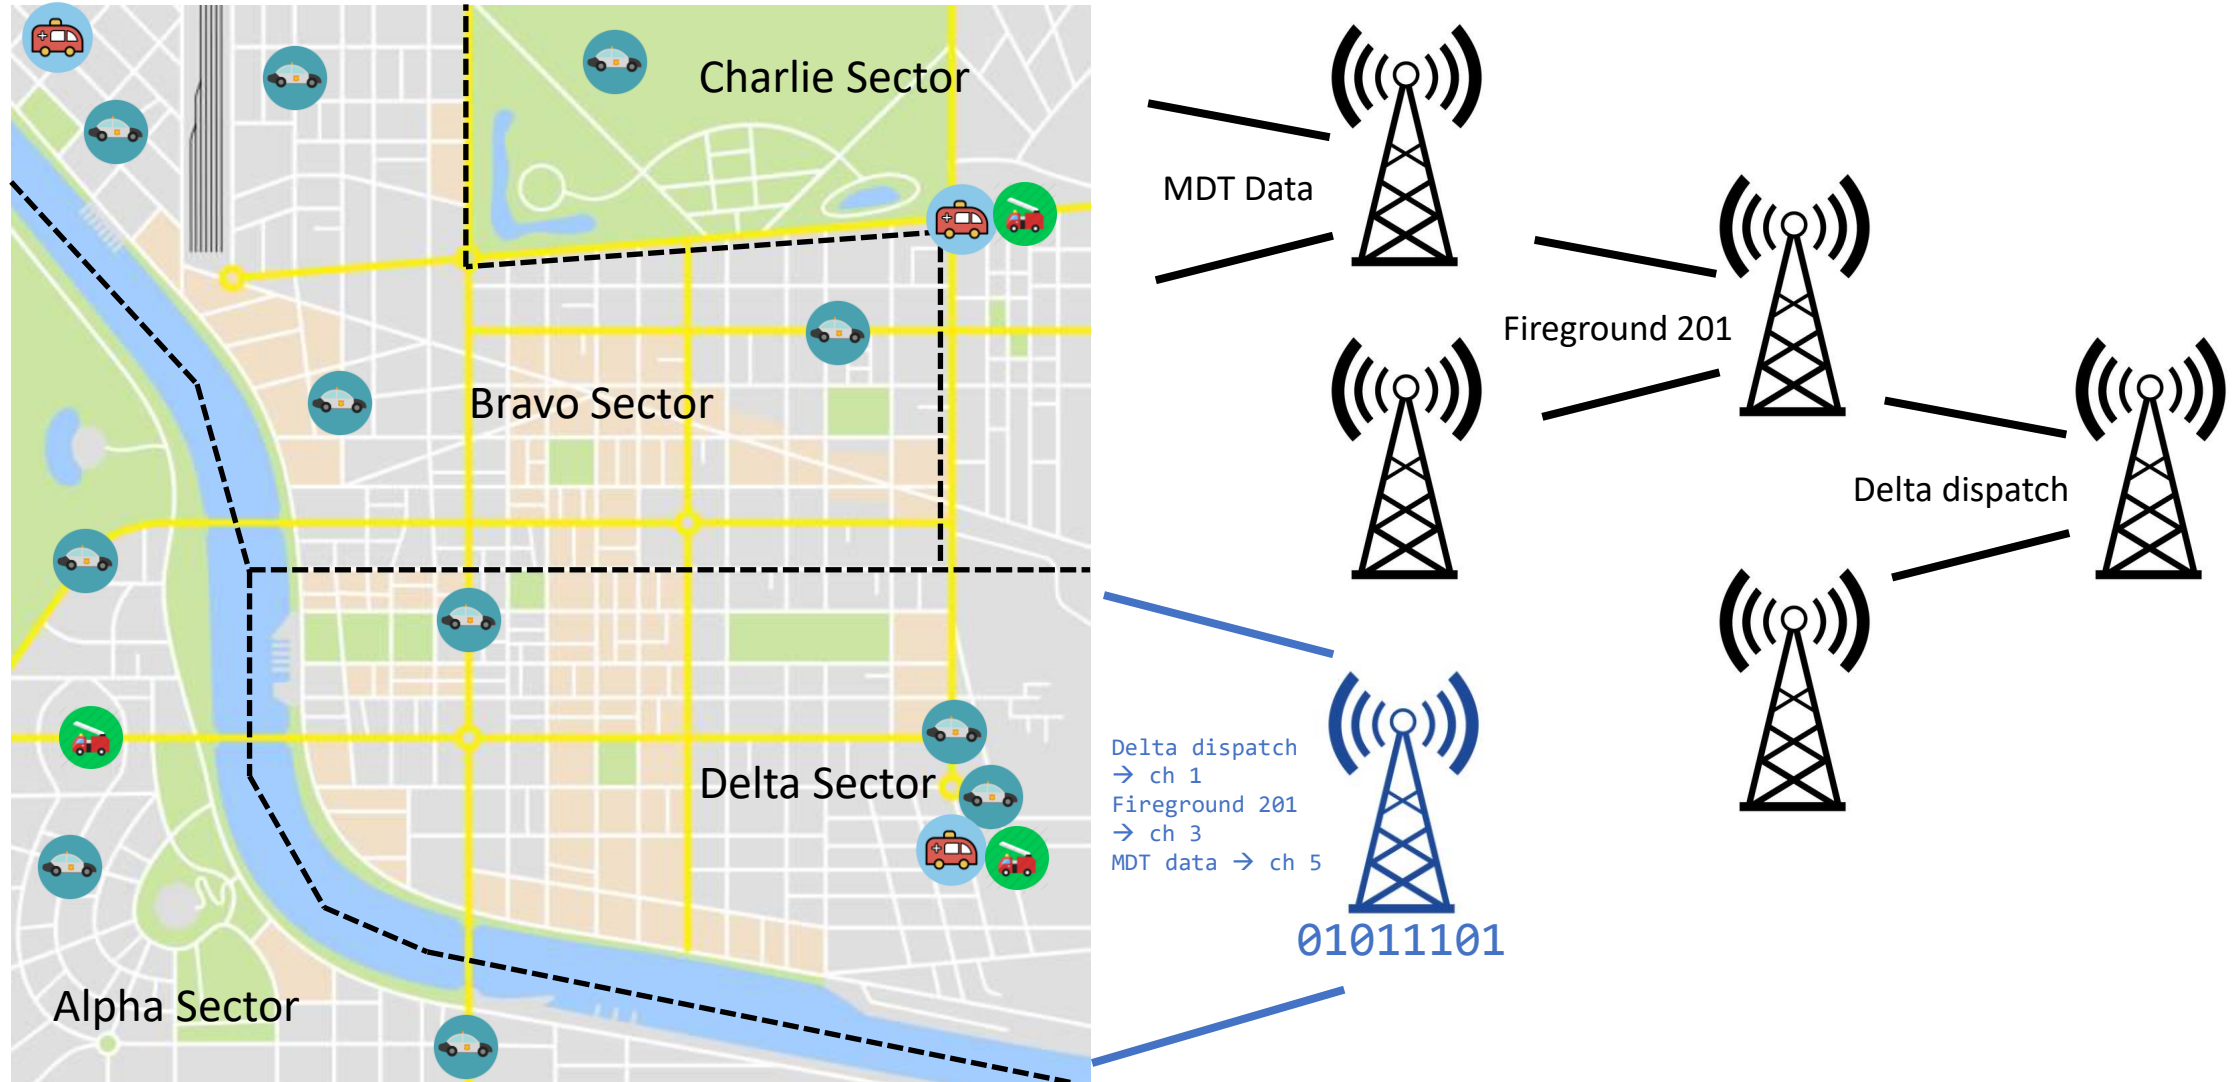 Charlie Sector
MDT Data
Fireground 201
Bravo Sector
Delta dispatch
Delta dispatch
→ ch 1
Fireground 201
→ ch 3
MDT data → ch 5
Delta Sector
01011101
Alpha Sector